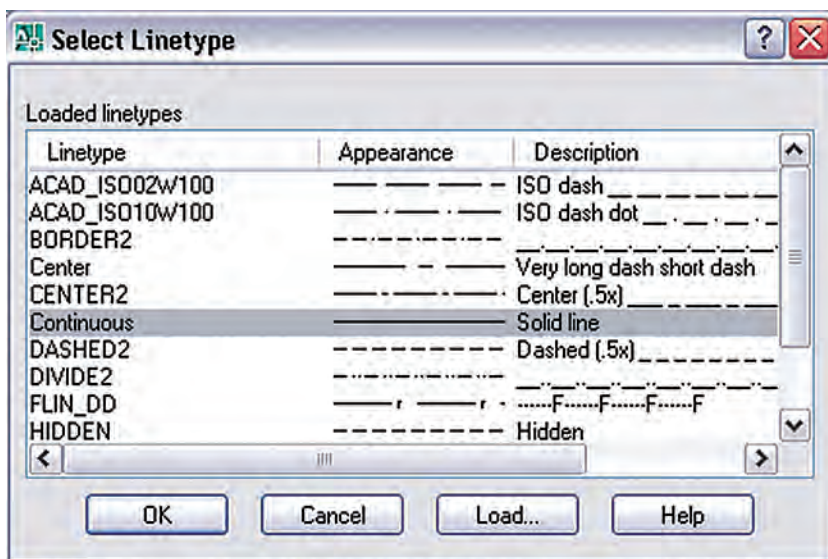 Select Linetype
Loaded linetypes
Linetype Appearance Description
ACAD_ISO02W100 ISO dash
ACAD_ISO10W100 ISO dash dot
BORDER2
Center Very long dash short dash
CENTER2 Center (.5x)
Continuous Solid line
DASHED2 Dashed (.5x)
DIVIDE2
FLIN_DD r r ......F......F......F......F
HIDDEN Hidden
OK Cancel Load... Help